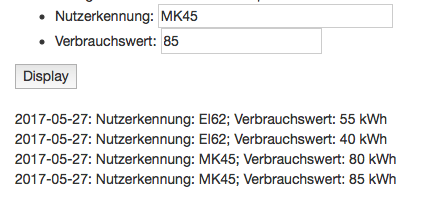 Nutzerkennung: MK45
Verbrauchswert: 85
Display
2017-05-27: Nutzerkennung: EI62; Verbrauchswert: 55 kWh
2017-05-27: Nutzerkennung: EI62; Verbrauchswert: 40 kWh
2017-05-27: Nutzerkennung: MK45; Verbrauchswert: 80 kWh
2017-05-27: Nutzerkennung: MK45; Verbrauchswert: 85 kWh